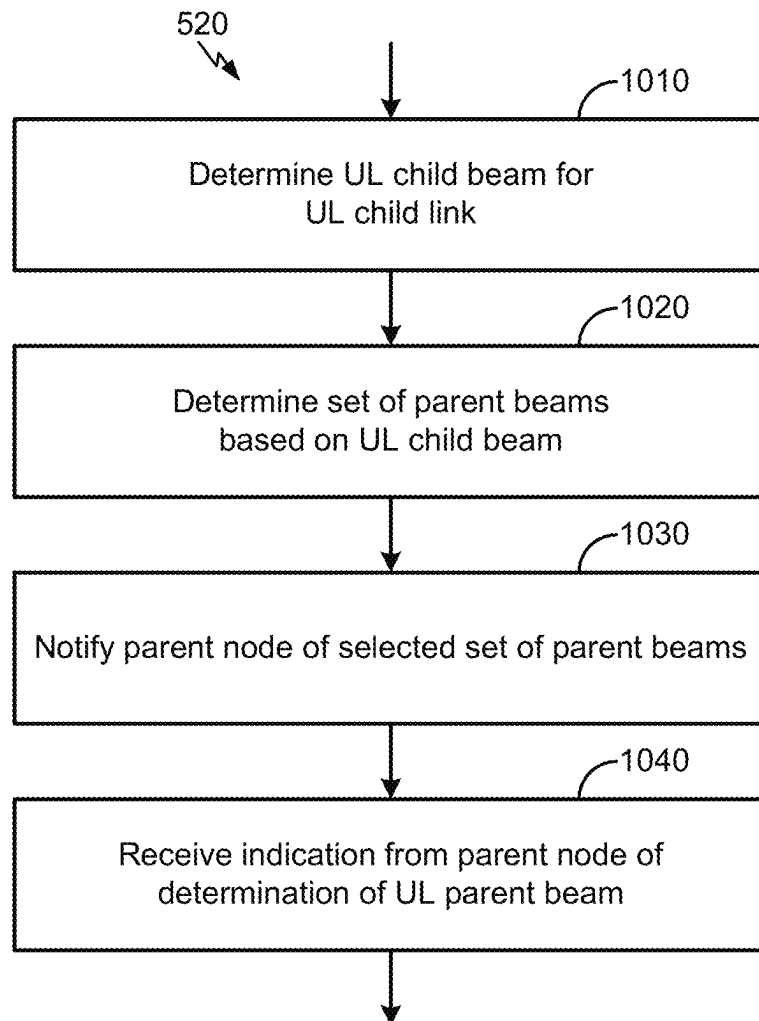 520
1010
Determine UL child beam for
UL child link
1020
Determine set of parent beams
based on UL child beam
1030
Notify parent node of selected set of parent beams
1040
Receive indication from parent node of
determination of UL parent beam